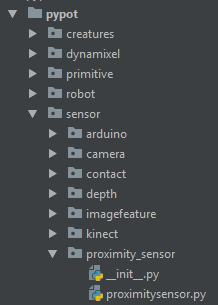 pypot
creatures
dynamixel
primitive
robot
sensor
arduino
camera
contact
depth
imagefeature
kinect
proximity_sensor
__init__.py
proximitysensor.py